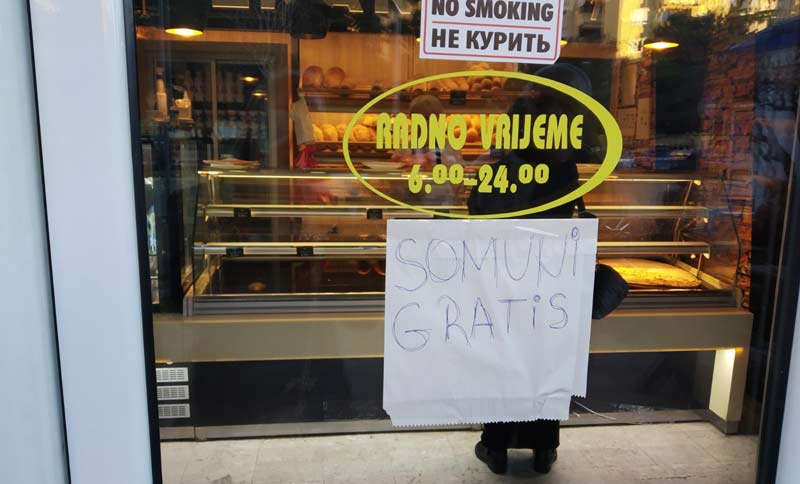 NO SMOKING
НЕ КУРИТЬ
RADNO VRIJEME
6.00-24.00
SOMUNI
GRATIS